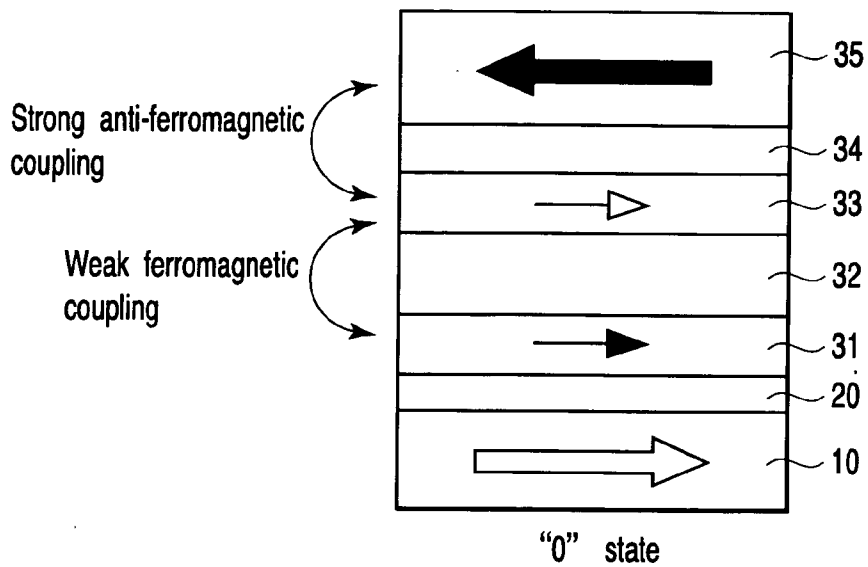 35
Strong anti-ferromagnetic
coupling
34
33
Weak ferromagnetic
coupling
32
31
20
10
“0” state